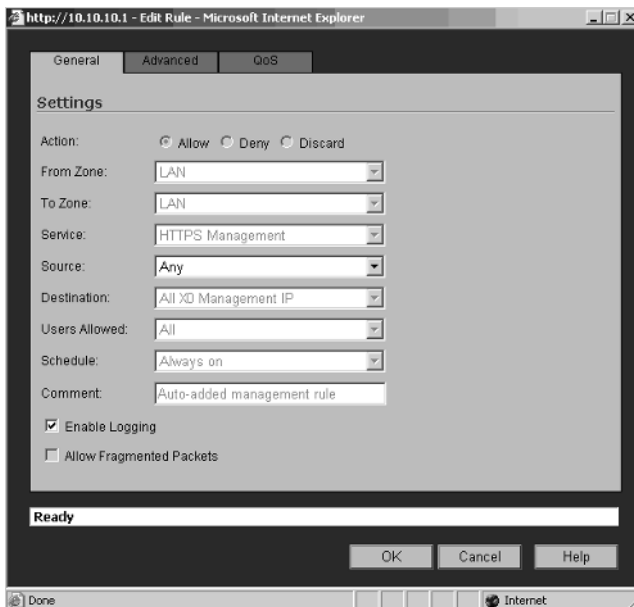 http://10.10.10.1 - Edit Rule - Microsoft Internet Explorer
General Advanced QoS
Settings
Action: Allow Deny Discard
From Zone: LAN
To Zone: LAN
Service: HTTPS Management
Source: Any
Destination: All X0 Management IP
Users Allowed: All
Schedule: Always on
Comment: Auto-added management rule
Enable Logging
Allow Fragmented Packets
Ready
OK Cancel Help
Done Internet